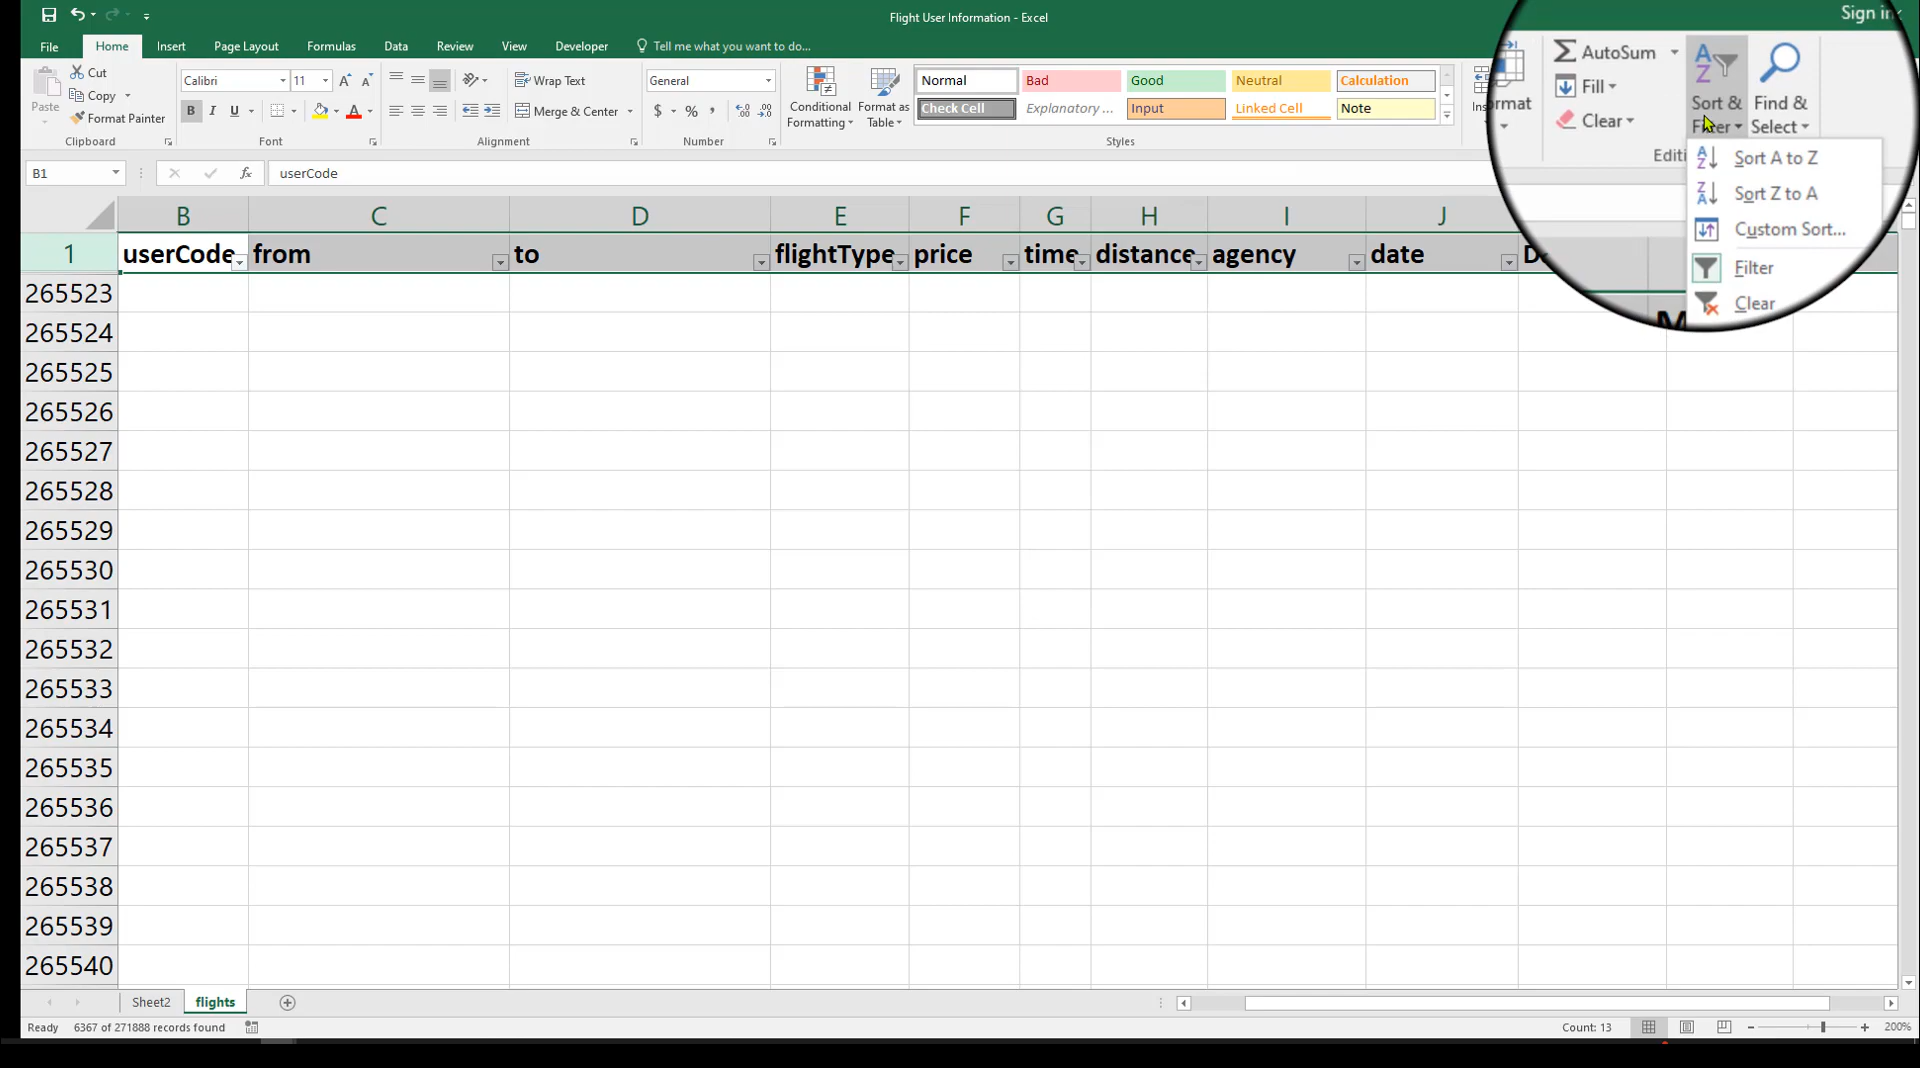 Flight User Information - Excel
Sign in
File Home Insert Page Layout Formulas Data Review View Developer Tell me what you want to do...
Paste
Cut
Copy
Format Painter
Clipboard
Calibri 11
B I U
Font
Wrap Text
Merge & Center
Alignment
General
$ % ,
Number
Conditional Formatting
Format as Table
Normal Bad Good Neutral Calculation
Check Cell Explanatory ... Input Linked Cell Note
Styles
AutoSum
Fill
Clear
Sort & Filter
Find & Select
Sort A to Z
Sort Z to A
Custom Sort...
Filter
Clear
B1 fx userCode
B C D E F G H I J
1 userCode from to flightType price time distance agency date
265523
265524
265525
265526
265527
265528
265529
265530
265531
265532
265533
265534
265535
265536
265537
265538
265539
265540
Sheet2 flights
Ready 6367 of 271888 records found Count: 13 200%